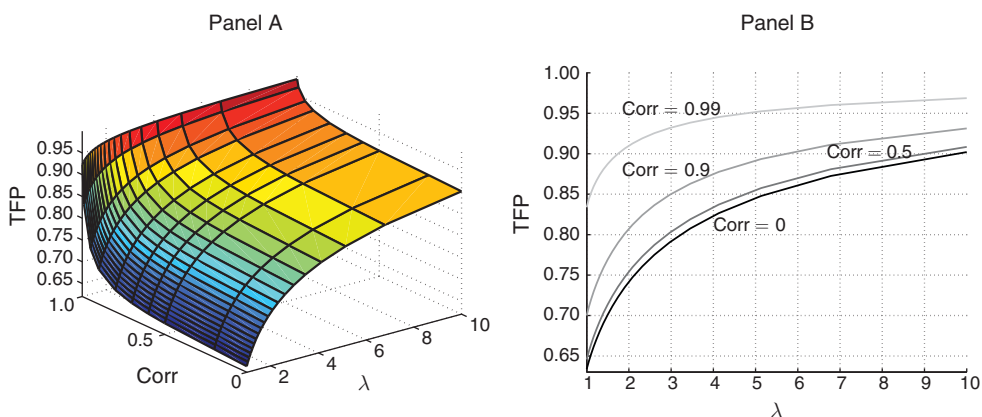 Panel A
TFP
0.95
0.90
0.85
0.80
0.75
0.70
0.65
1.0
0.5
0
Corr
2
4
6
8
10
λ
Panel B
TFP
1.00
0.95
0.90
0.85
0.80
0.75
0.70
0.65
Corr = 0.99
Corr = 0.9
Corr = 0.5
Corr = 0
1 2 3 4 5 6 7 8 9 10
λ